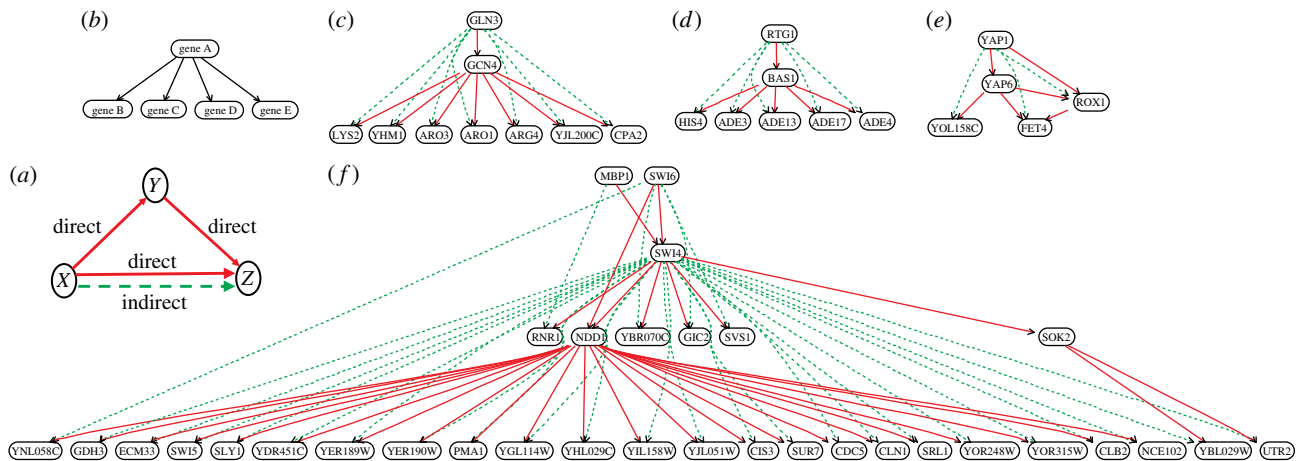 (b)
gene A
gene B gene C gene D gene E
(c)
GLN3
GCN4
LYS2 YHM1 ARO3 ARO1 ARG4 YJL200C CPA2
(d)
RTG1
BAS1
HIS4 ADE3 ADE13 ADE17 ADE4
(e)
YAP1
YAP6
ROX1
YOL158C FET4
(a)
Y
direct direct
direct
X Z
indirect
(f)
MBP1 SWI6
SWI4
RNR1 NDD1 YBR070C GIC2 SVS1 SOK2
YNL058C GDH3 ECM33 SWI5 SLY1 YDR451C YER189W YER190W PMA1 YGL114W YHL029C YIL158W YJL051W CIS3 SUR7 CDC5 CLN1 SRL1 YOR248W YOR315W CLB2 NCE102 YBL029W UTR2